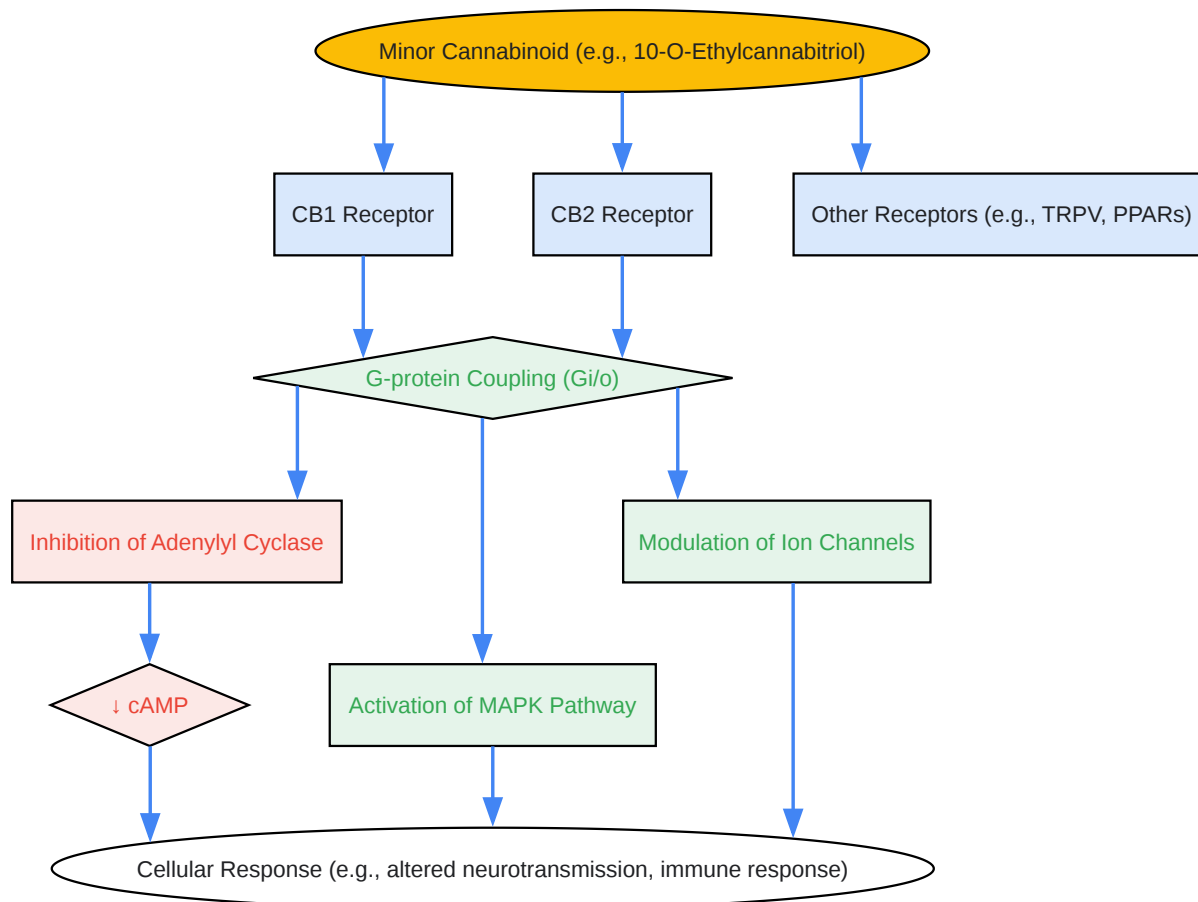 Minor Cannabinoid (e.g., 10-O-Ethylcannabitriol)
CB1 Receptor
CB2 Receptor
Other Receptors (e.g., TRPV, PPARs)
G-protein Coupling (Gi/o)
Inhibition of Adenylyl Cyclase
Modulation of Ion Channels
↓ cAMP
Activation of MAPK Pathway
Cellular Response (e.g., altered neurotransmission, immune response)